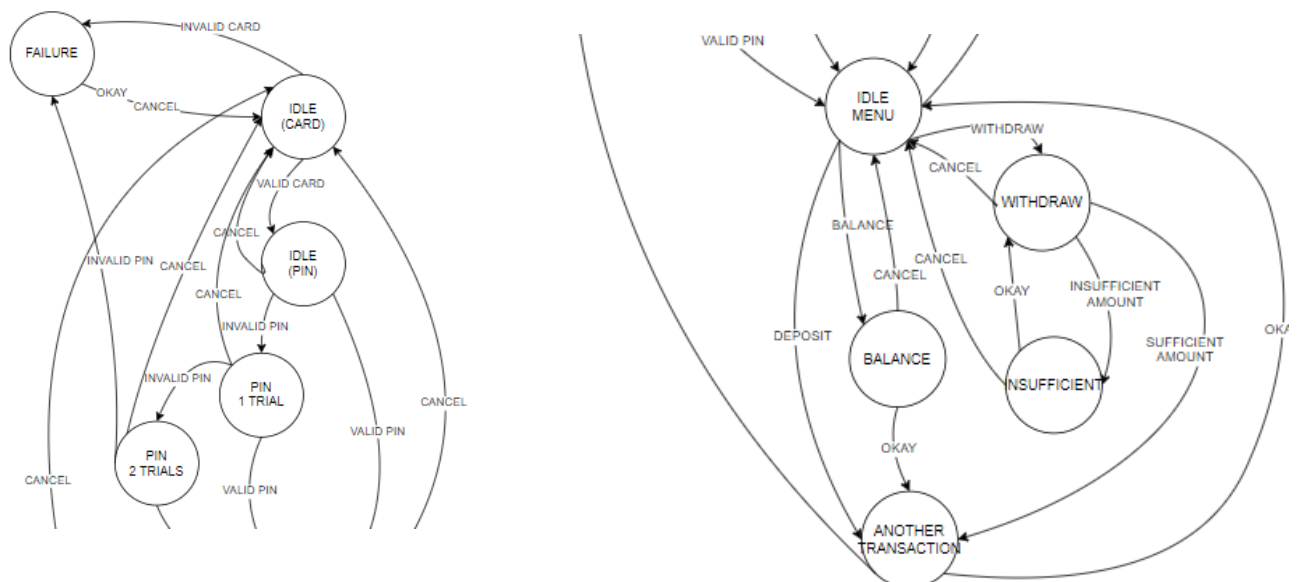 INVALID CARD
FAILURE
OKAY
CANCEL
IDLE
(CARD)
VALID CARD
CANCEL
IDLE
(PIN)
INVALID PIN
CANCEL
CANCEL
INVALID PIN
INVALID PIN
PIN
1 TRIAL
CANCEL
VALID PIN
PIN
2 TRIALS
CANCEL
VALID PIN
VALID PIN
IDLE
MENU
WITHDRAW
CANCEL
WITHDRAW
BALANCE
CANCEL
CANCEL
OKAY
INSUFFICIENT
AMOUNT
DEPOSIT
SUFFICIENT
AMOUNT
OKA
BALANCE
NSUFFICIENT
OKAY
ANOTHER
TRANSACTION